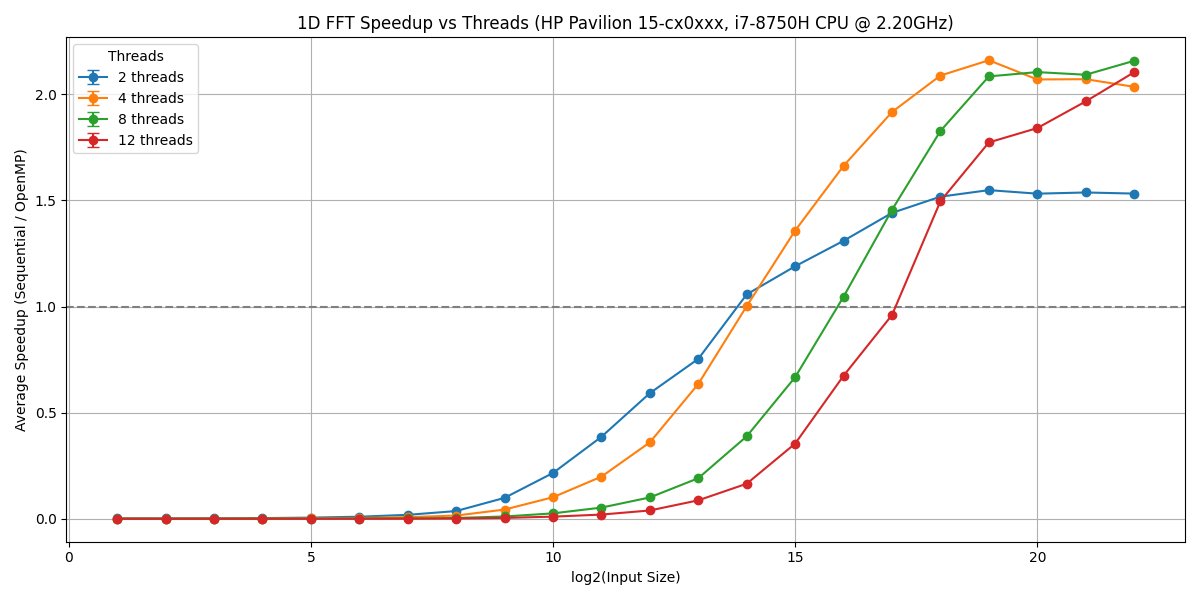 1D FFT Speedup vs Threads (HP Pavilion 15-cx0xxx, i7-8750H CPU @ 2.20GHz)
Threads
2 threads
4 threads
8 threads
12 threads
Average Speedup (Sequential / OpenMP)
2.0
1.5
1.0
0.5
0.0
0
5
10
15
20
log2(Input Size)